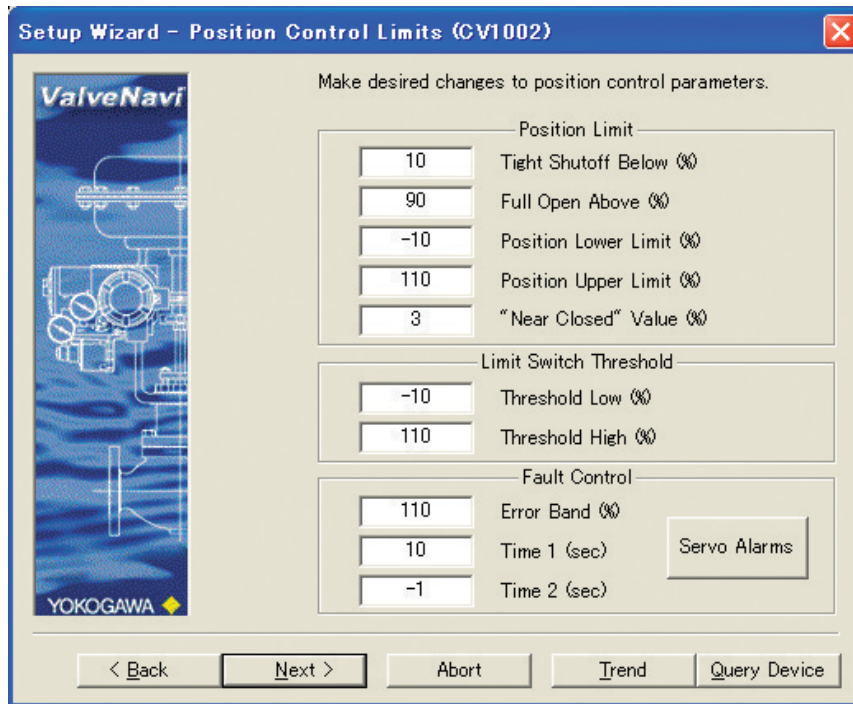 Setup Wizard - Position Control Limits (CV1002)
ValveNavi
Make desired changes to position control parameters.
Position Limit
10 Tight Shutoff Below (%)
90 Full Open Above (%)
-10 Position Lower Limit (%)
110 Position Upper Limit (%)
3 "Near Closed" Value (%)
Limit Switch Threshold
-10 Threshold Low (%)
110 Threshold High (%)
Fault Control
110 Error Band (%)
10 Time 1 (sec)
Servo Alarms
-1 Time 2 (sec)
YOKOGAWA
< Back Next > Abort Trend Query Device